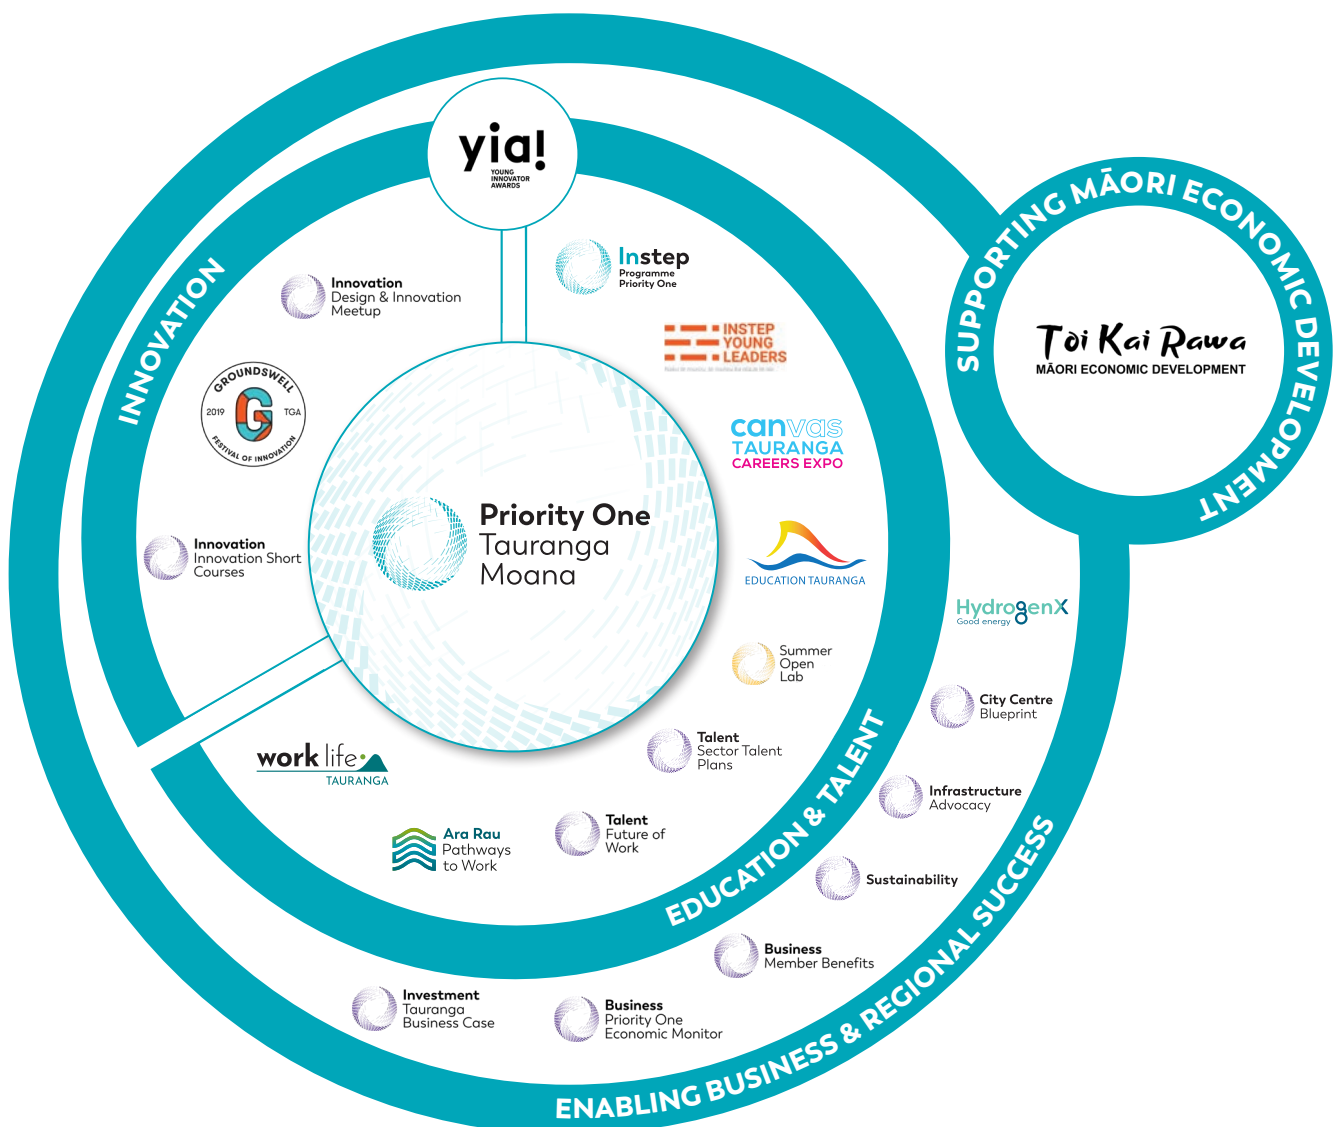 yia!
YOUNG
INNOVATOR
AWARDS
INNOVATION
Innovation
Design & Innovation
Meetup
GROUNDSWELL
2019
TGA
FESTIVAL OF INNOVATION
Innovation
Innovation Short
Courses
Instep
Programme
Priority One
INSTEP
YOUNG
LEADERS
canvas
TAURANGA
CAREERS EXPO
EDUCATION TAURANGA
Summer
Open
Lab
Talent
Sector Talent
Plans
Talent
Future of
Work
Ara Rau
Pathways
to Work
work life
TAURANGA
EDUCATION & TALENT
Priority One
Tauranga
Moana
SUPPORTING MĀORI ECONOMIC DEVELOPMENT
Toi Kai Rawa
MĀORI ECONOMIC DEVELOPMENT
HydrogenX
Good energy
City Centre
Blueprint
Infrastructure
Advocacy
Sustainability
Business
Member Benefits
Business
Priority One
Economic Monitor
Investment
Tauranga
Business Case
ENABLING BUSINESS & REGIONAL SUCCESS